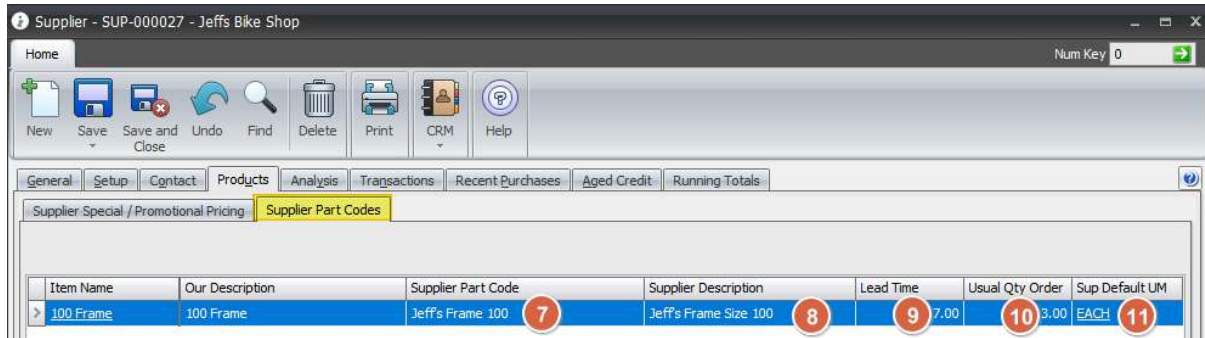 Supplier - SUP-000027 - Jeffs Bike Shop
Home
Num Key 0
New Save Save and Close Undo Find Delete Print CRM Help
General Setup Contact Products Analysis Transactions Recent Purchases Aged Credit Running Totals
Supplier Special / Promotional Pricing Supplier Part Codes
Item Name Our Description Supplier Part Code Supplier Description Lead Time Usual Qty Order Sup Default UM
100 Frame 100 Frame Jeff's Frame 100 7 Jeff's Frame Size 100 8 9 7.00 10 3.00 EACH 11